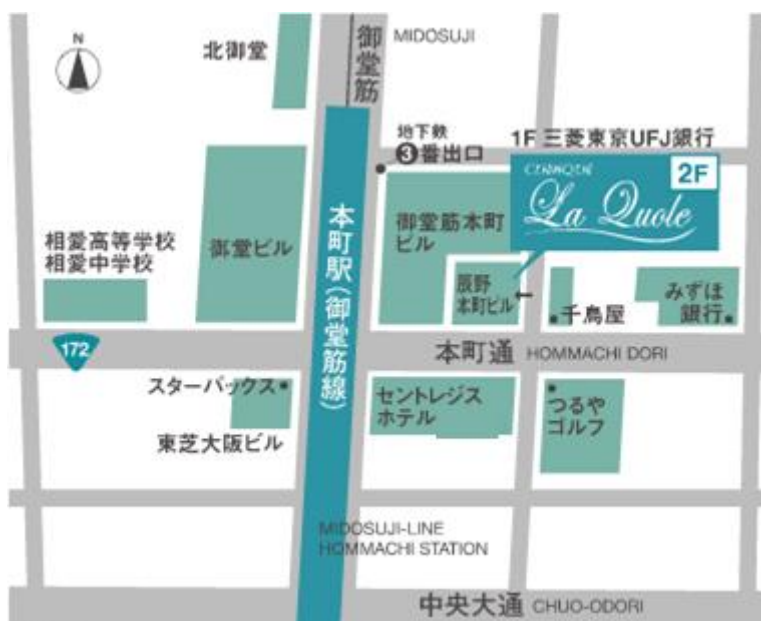 N
北御堂
御堂筋
MIDOSUJI
地下鉄
❸番出口
1F 三菱東京UFJ銀行
2F
La Quole
御堂筋本町
ビル
本町駅(御堂筋線)
御堂ビル
相愛高等学校
相愛中学校
辰野
本町ビル
←
千鳥屋
みずほ
銀行
172
本町通 HOMMACHI DORI
スターバックス
東芝大阪ビル
セントレジス
ホテル
つるや
ゴルフ
MIDOSUJI-LINE
HOMMACHI STATION
中央大通 CHUO-ODORI